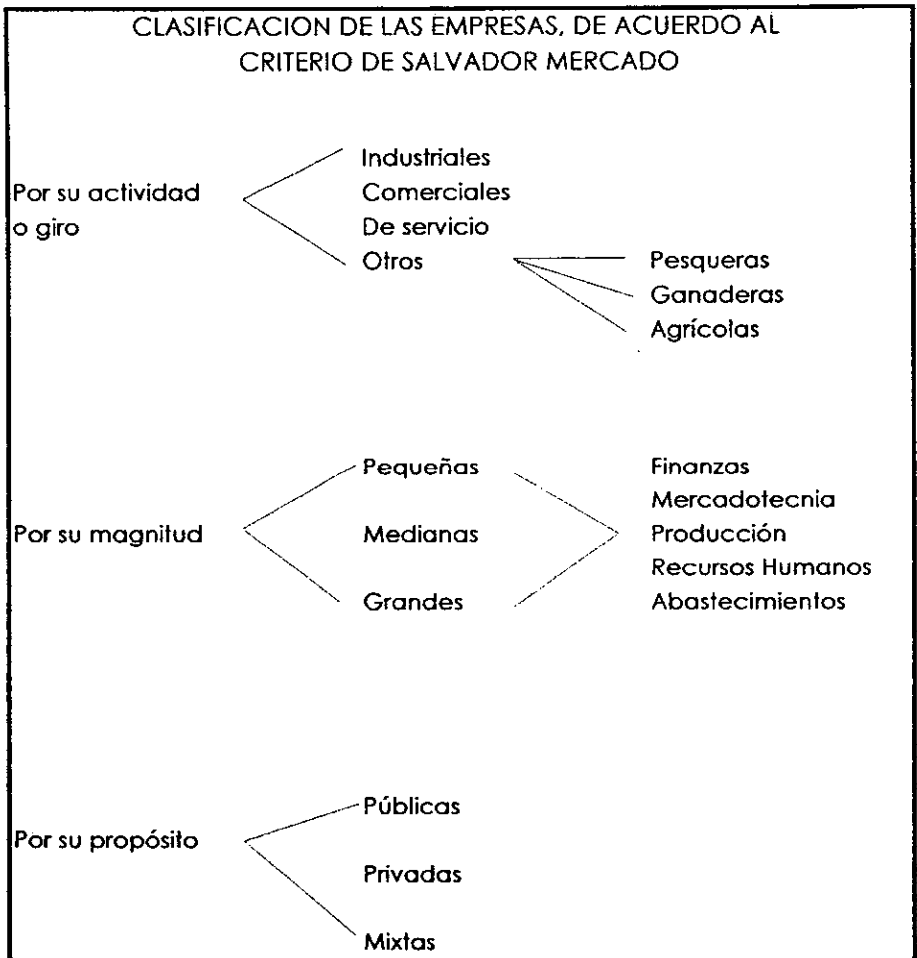 CLASIFICACION DE LAS EMPRESAS, DE ACUERDO AL
CRITERIO DE SALVADOR MERCADO
Por su actividad
o giro
Industriales
Comerciales
De servicio
Otros
Pesqueras
Ganaderas
Agrícolas
Por su magnitud
Pequeñas
Medianas
Grandes
Finanzas
Mercadotecnia
Producción
Recursos Humanos
Abastecimientos
Por su propósito
Públicas
Privadas
Mixtas